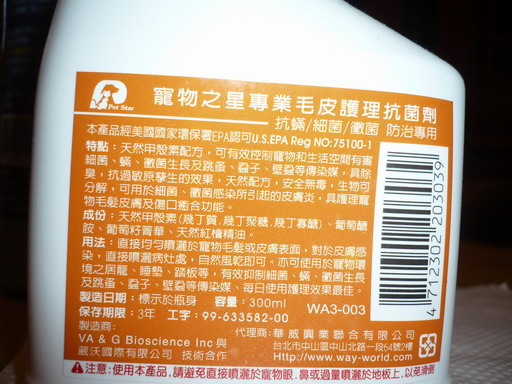 Pet Star
寵物之星專業毛皮護理抗菌劑
抗蟎/細菌/黴菌 防治專用
本產品經美國國家環保署EPA認可U.S.EPA Reg NO:75100-1
特點：天然甲殼素配方，可有效控制寵物和生活空間有害
細菌、蟎、黴菌生長及跳蚤、蝨子、壁蝨等傳染媒，具除
臭，抗過敏原孳生的效果，天然配方，安全無毒，生物可
分解，可用於細菌、黴菌感染所引起的皮膚炎，具護理寵
物毛髮皮膚及傷口癒合功能。
成份：天然甲殼素(幾丁質.幾丁聚糖.幾丁寡醣)、葡萄醣
胺、葡萄籽菁華、天然紅檜精油。
用法：直接均勻噴灑於寵物毛髮或皮膚表面，對於皮膚感
染，直接噴灑病灶處，自然風乾即可。亦可使用於寵物環
境之居籠、睡墊、踏板等，有效抑制細菌、蟎、黴菌生長
及跳蚤、蝨子、壁蝨等傳染媒、每日使用護理效果最佳。
製造日期：標示於瓶身 容量：300ml
保存期限：3年 工字：99-633582-00
WA3-003
4712302203039
製造商：
VA & G Bioscience Inc與
葳沃國際有限公司 技術合作
代理商：華威興業聯合有限公司
台北市中山區中山北路一段64號2樓
Http://www.way-world.com
注意：使用本產品，請避免直接噴灑於寵物眼、鼻或過量噴灑於地板上，以免滑倒